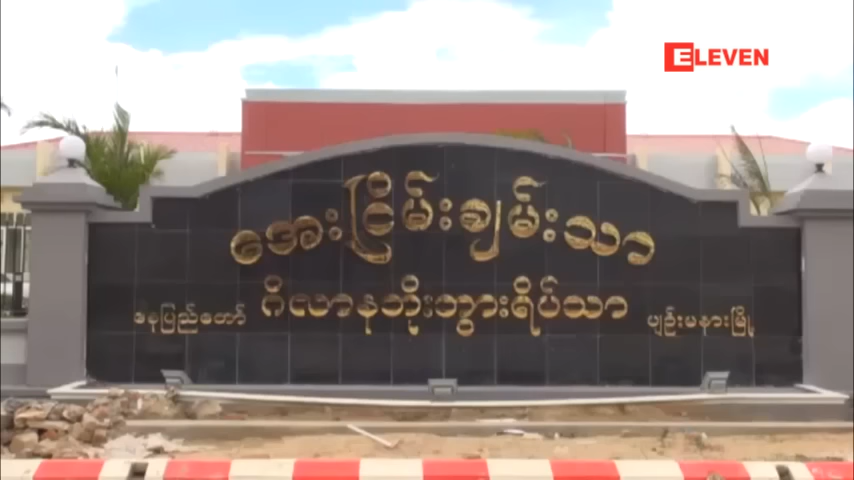 ELEVEN
အေးငြိမ်းချမ်းသာ
ဂိလာနဘိုးဘွားရိပ်သာ
နေပြည်တော်
ပျဉ်းမနားမြို့